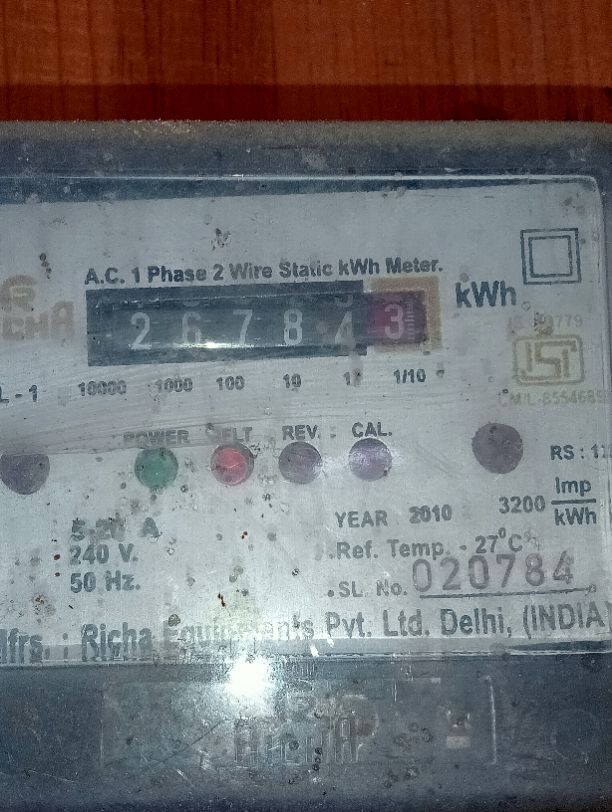 A.C. 1 Phase 2 Wire Static kWh Meter.
2 6 7 8 4 3 kWh
RICHA
10000 1000 100 10 1 1/10
POWER REV. CAL.
3200 Imp/kWh
YEAR 2010
240 V.
Ref. Temp. - 27°C
50 Hz.
SL. No. 020784
Mfrs. : Richa Equipments Pvt. Ltd. Delhi, (INDIA)